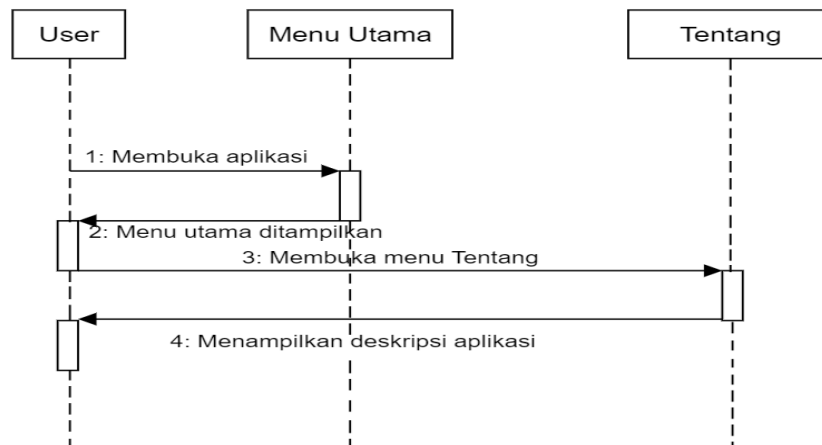 User
Menu Utama
Tentang
1: Membuka aplikasi
2: Menu utama ditampilkan
3: Membuka menu Tentang
4: Menampilkan deskripsi aplikasi